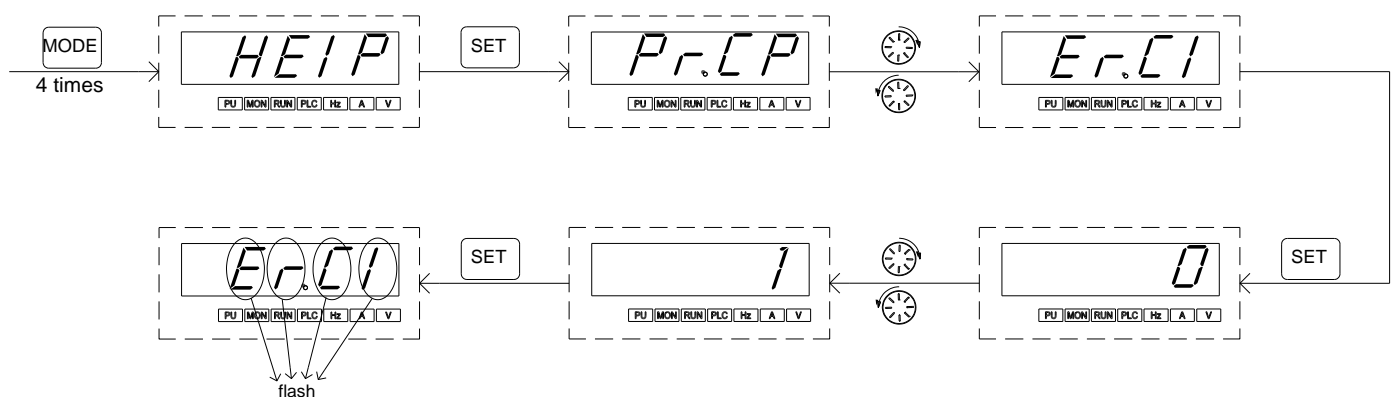 MODE
4 times
HE1P
PU MON RUN PLC Hz A V
SET
Pr.CP
PU MON RUN PLC Hz A V
Er.C1
PU MON RUN PLC Hz A V
Er.C1
PU MON RUN PLC Hz A V
flash
SET
1
PU MON RUN PLC Hz A V
0
PU MON RUN PLC Hz A V
SET